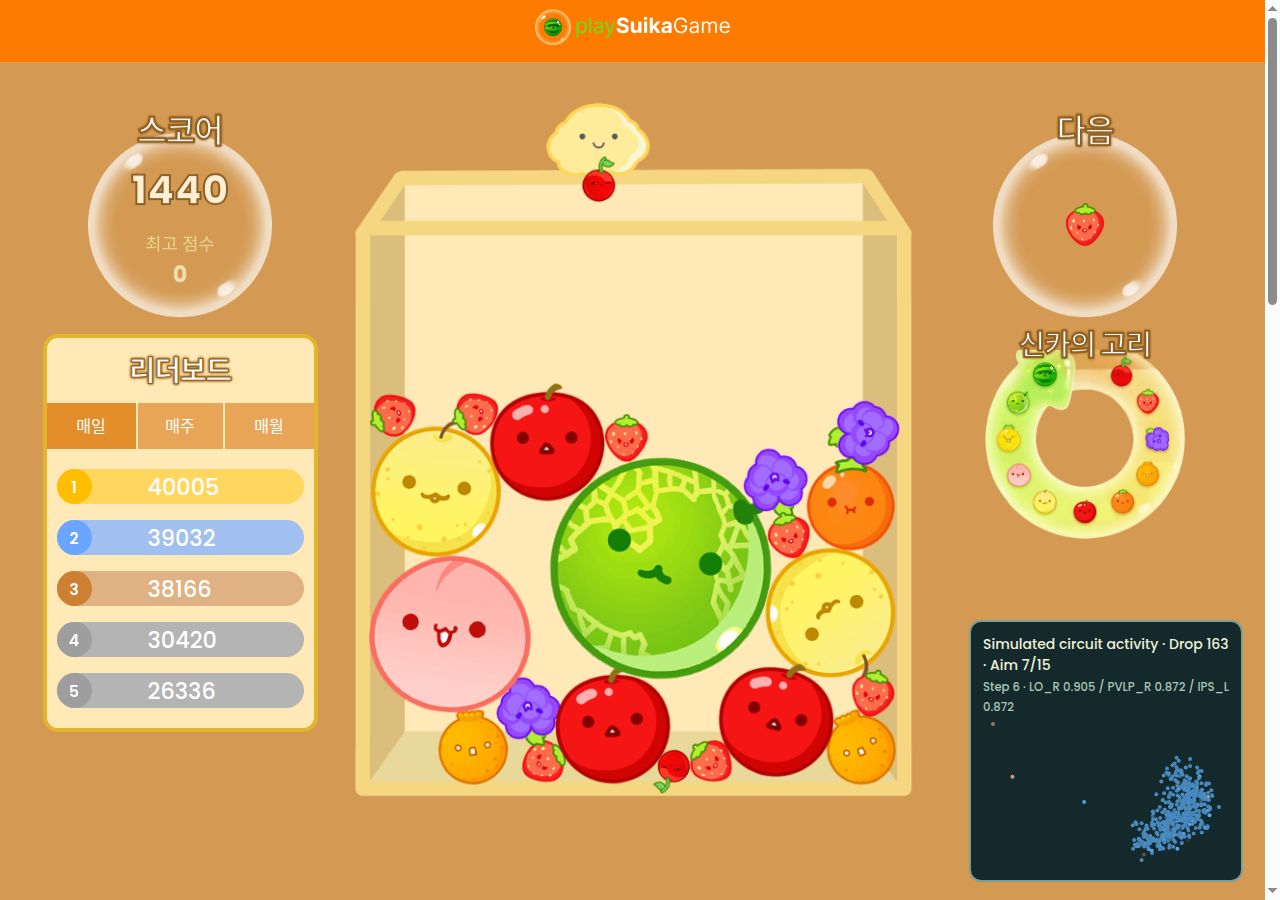 playSuikaGame
스코어
1440
최고 점수
0
리더보드
매일 매주 매월
1 40005
2 39032
3 38166
4 30420
5 26336
다음
신카의 고리
Simulated circuit activity · Drop 163
· Aim 7/15
Step 6 · LO_R 0.905 / PVLP_R 0.872 / IPS_L
0.872